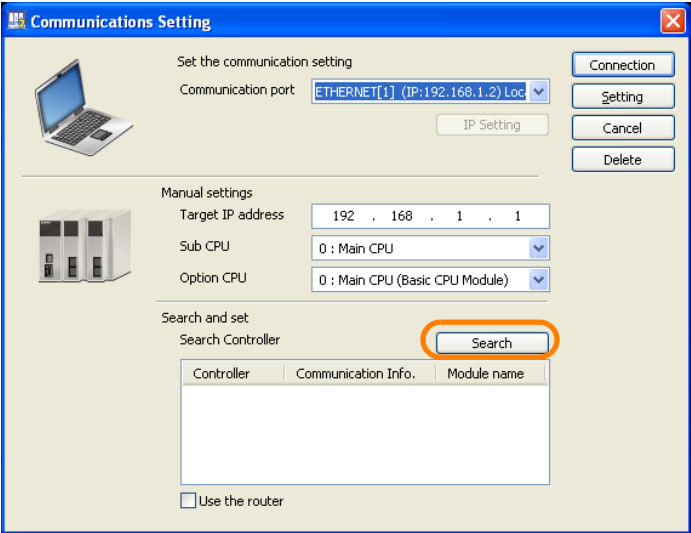 Communications Setting
Set the communication setting
Communication port ETHERNET[1] (IP:192.168.1.2) Loc
IP Setting
Connection
Setting
Cancel
Delete
Manual settings
Target IP address 192 . 168 . 1 . 1
Sub CPU 0 : Main CPU
Option CPU 0 : Main CPU (Basic CPU Module)
Search and set
Search Controller Search
Controller Communication Info. Module name
Use the router